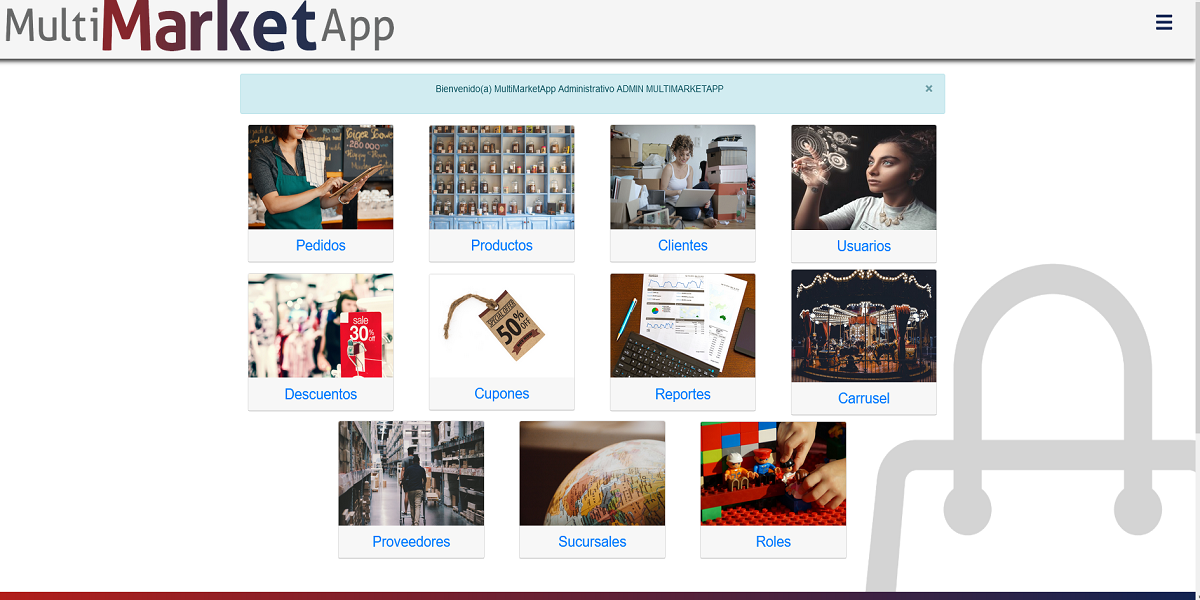 MultiMarketApp
Bienvenido(a) MultiMarketApp Administrativo ADMIN MULTIMARKETAPP ×
Pedidos
Productos
Clientes
Usuarios
sale
30%
off
SPECIAL OFFER
50%
OFF
Descuentos
Cupones
Reportes
Carrusel
Proveedores
Sucursales
Roles